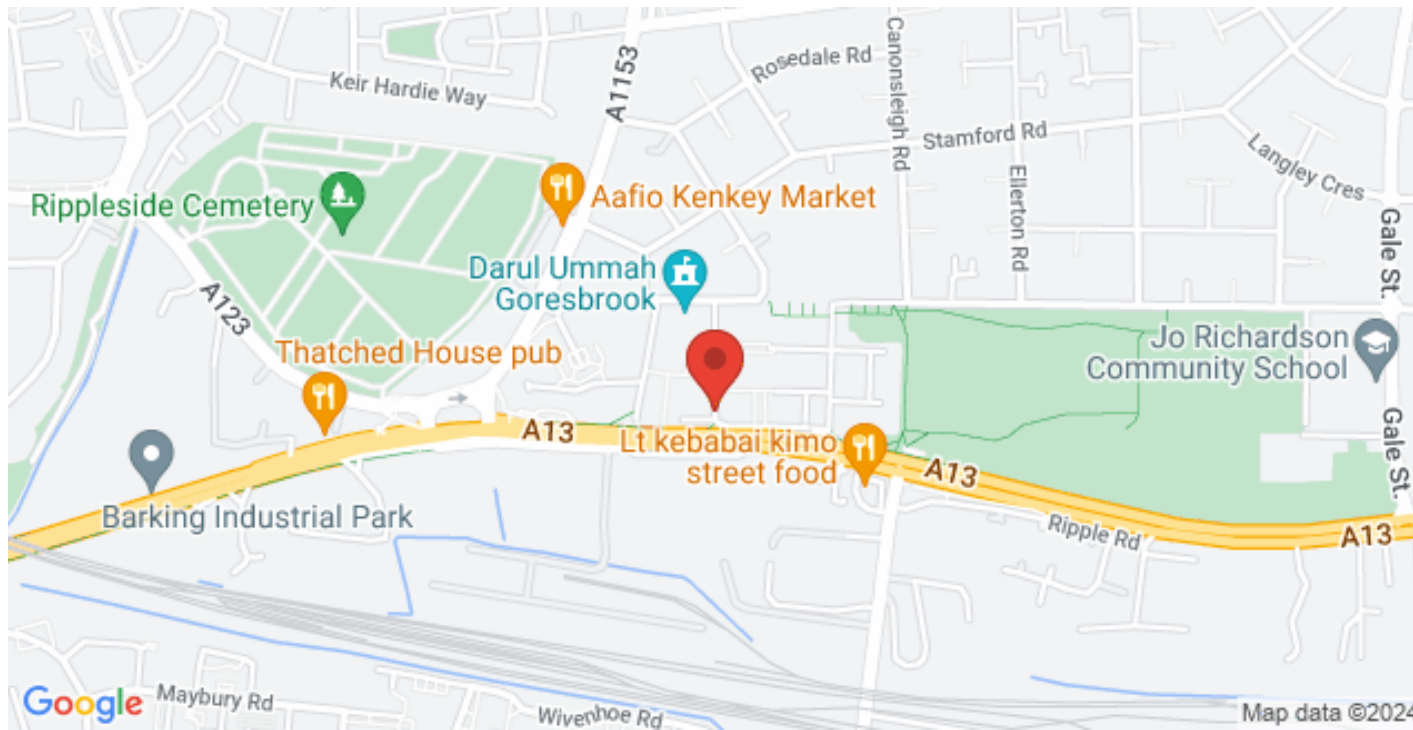 Keir Hardie Way
A1153
Rosedale Rd
Canonsleigh Rd
Stamford Rd
Ellerton Rd
Langley Cres
Gale St.
Rippleside Cemetery
Aafio Kenkey Market
Darul Ummah
Goresbrook
A123
Thatched House pub
Jo Richardson
Community School
Gale St.
A13
Lt kebabai kimo
street food
A13
Barking Industrial Park
Ripple Rd
A13
Google
Maybury Rd
Wivenhoe Rd
Map data ©2024